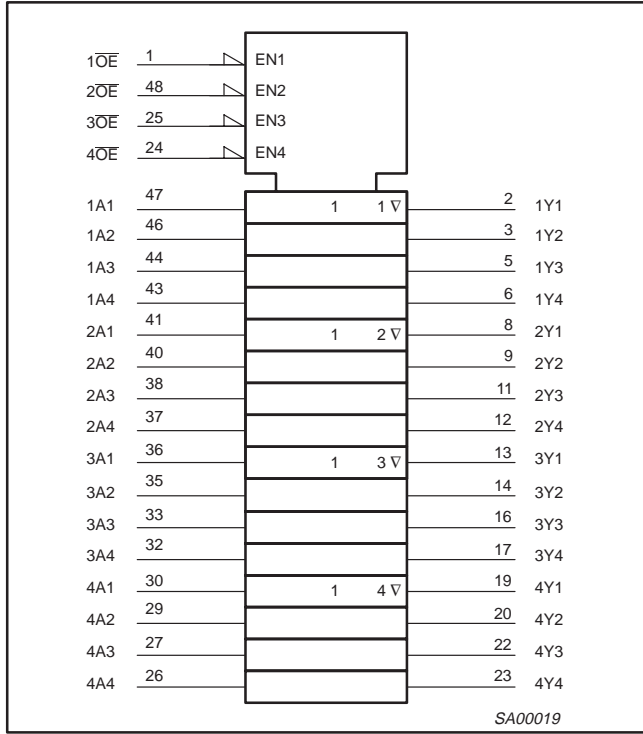 1O̅E̅ 1 EN1
2O̅E̅ 48 EN2
3O̅E̅ 25 EN3
4O̅E̅ 24 EN4
1A1 47 1 1 ∇ 2 1Y1
1A2 46 3 1Y2
1A3 44 5 1Y3
1A4 43 6 1Y4
2A1 41 1 2 ∇ 8 2Y1
2A2 40 9 2Y2
2A3 38 11 2Y3
2A4 37 12 2Y4
3A1 36 1 3 ∇ 13 3Y1
3A2 35 14 3Y2
3A3 33 16 3Y3
3A4 32 17 3Y4
4A1 30 1 4 ∇ 19 4Y1
4A2 29 20 4Y2
4A3 27 22 4Y3
4A4 26 23 4Y4
SA00019